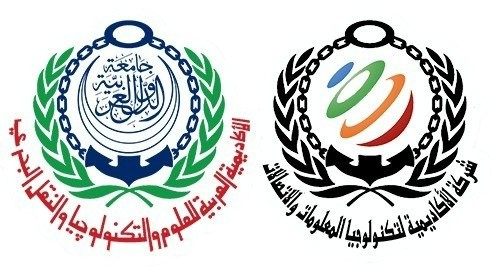 جامعة
الدول العربية
الأكاديمية العربية للعلوم والتكنولوجيا والنقل البحري
شركة الأكاديمية لتكنولوجيا المعلومات والاتصالات